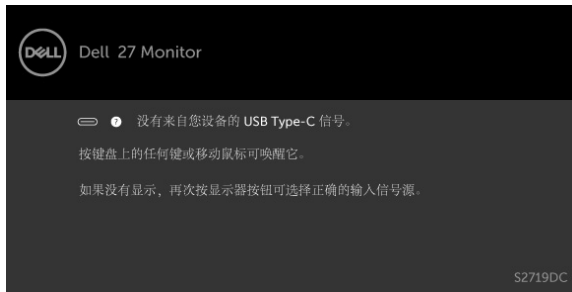 DELL Dell 27 Monitor
? 没有来自您设备的 USB Type-C 信号。
按键盘上的任何键或移动鼠标可唤醒它。
如果没有显示，再次按显示器按钮可选择正确的输入信号源。
S2719DC